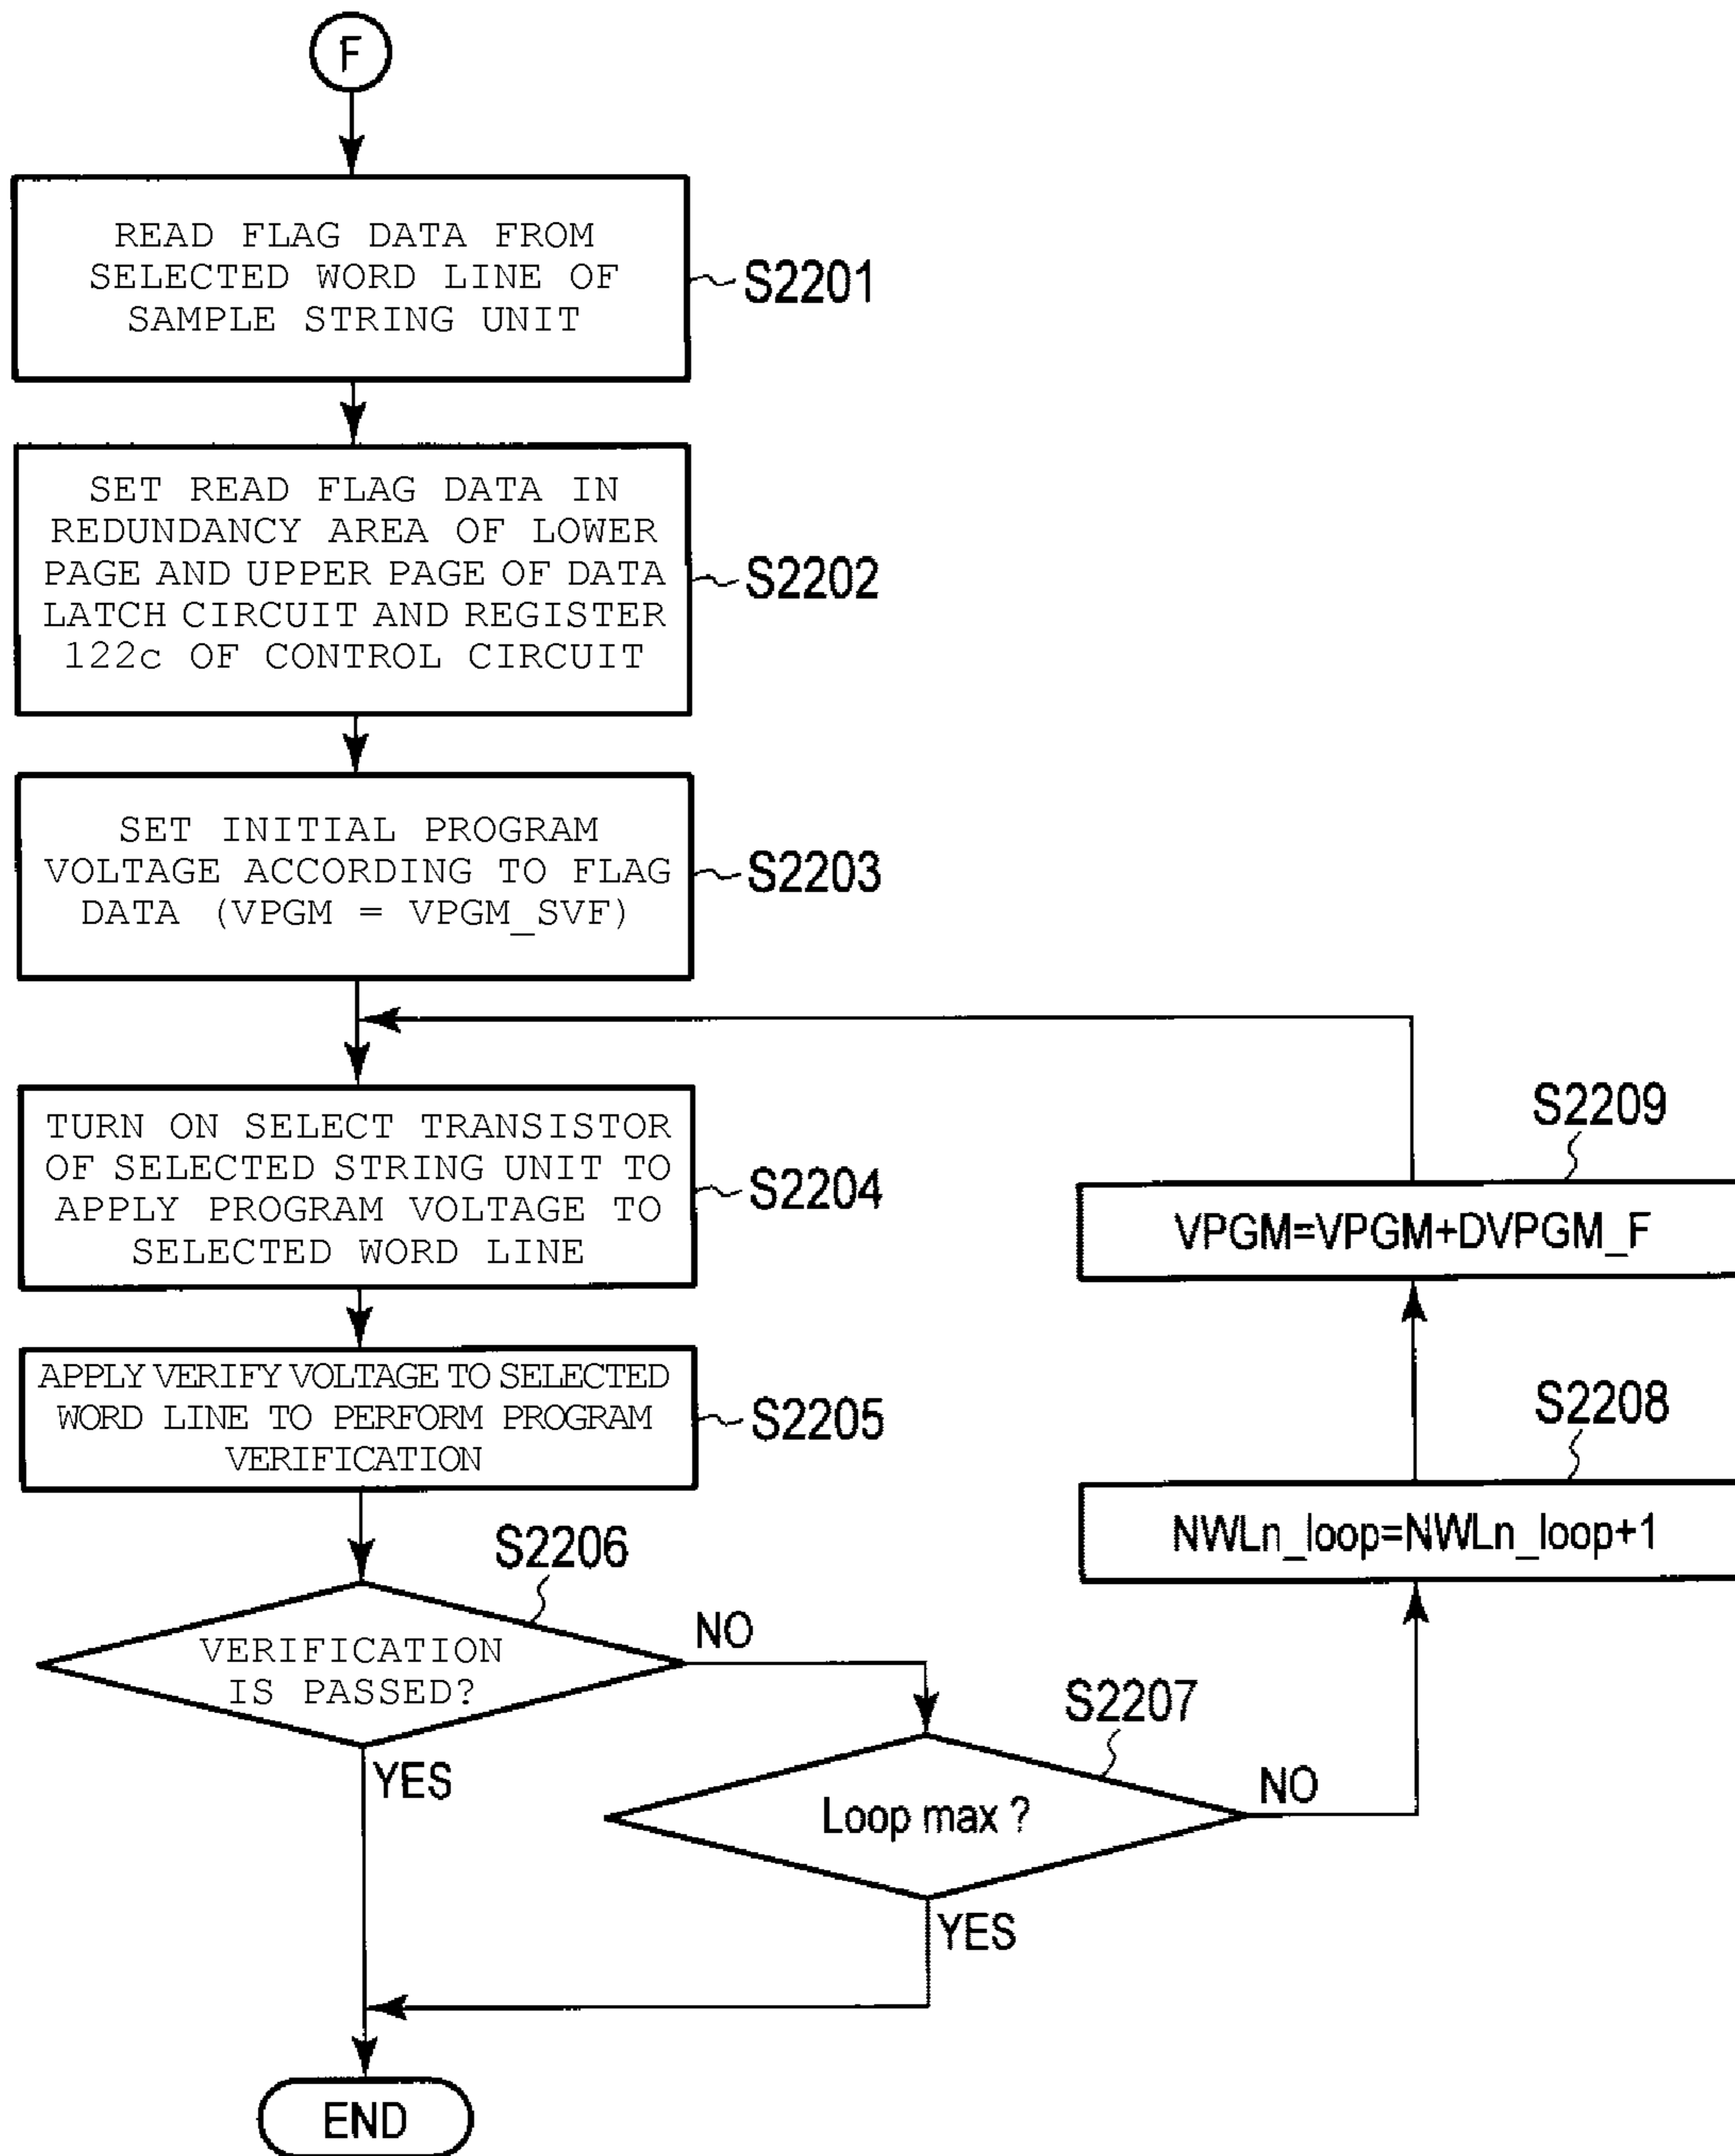 F
READ FLAG DATA FROM
SELECTED WORD LINE OF
SAMPLE STRING UNIT
S2201
SET READ FLAG DATA IN
REDUNDANCY AREA OF LOWER
PAGE AND UPPER PAGE OF DATA
LATCH CIRCUIT AND REGISTER
122c OF CONTROL CIRCUIT
S2202
SET INITIAL PROGRAM
VOLTAGE ACCORDING TO FLAG
DATA (VPGM = VPGM_SVF)
S2203
TURN ON SELECT TRANSISTOR
OF SELECTED STRING UNIT TO
APPLY PROGRAM VOLTAGE TO
SELECTED WORD LINE
S2204
APPLY VERIFY VOLTAGE TO SELECTED
WORD LINE TO PERFORM PROGRAM
VERIFICATION
S2205
S2206
VERIFICATION
IS PASSED?
NO
YES
S2207
Loop max ?
NO
YES
S2208
NWLn_loop=NWLn_loop+1
S2209
VPGM=VPGM+DVPGM_F
END